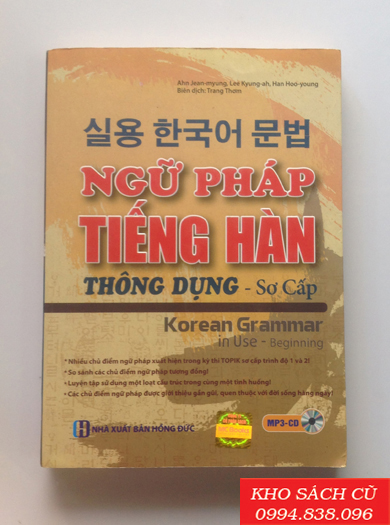 Ahn Jean-myung, Lee Kyung-ah, Han Hoo-young
Biên dịch: Trang Thơm
실용 한국어 문법
NGỮ PHÁP
TIẾNG HÀN
THÔNG DỤNG - Sơ Cấp
Korean Grammar
in Use - Beginning
* Nhiều chủ điểm ngữ pháp xuất hiện trong kỳ thi TOPIK sơ cấp trình độ 1 và 2!
* So sánh các chủ điểm ngữ pháp tương đồng!
* Luyện tập sử dụng một loạt cấu trúc trong cùng một tình huống!
* Các chủ điểm ngữ pháp được giới thiệu gần gũi, quen thuộc với đời sống hàng ngày!
NHÀ XUẤT BẢN HỒNG ĐỨC
MP3-CD
KHO SÁCH CŨ
0994.838.096